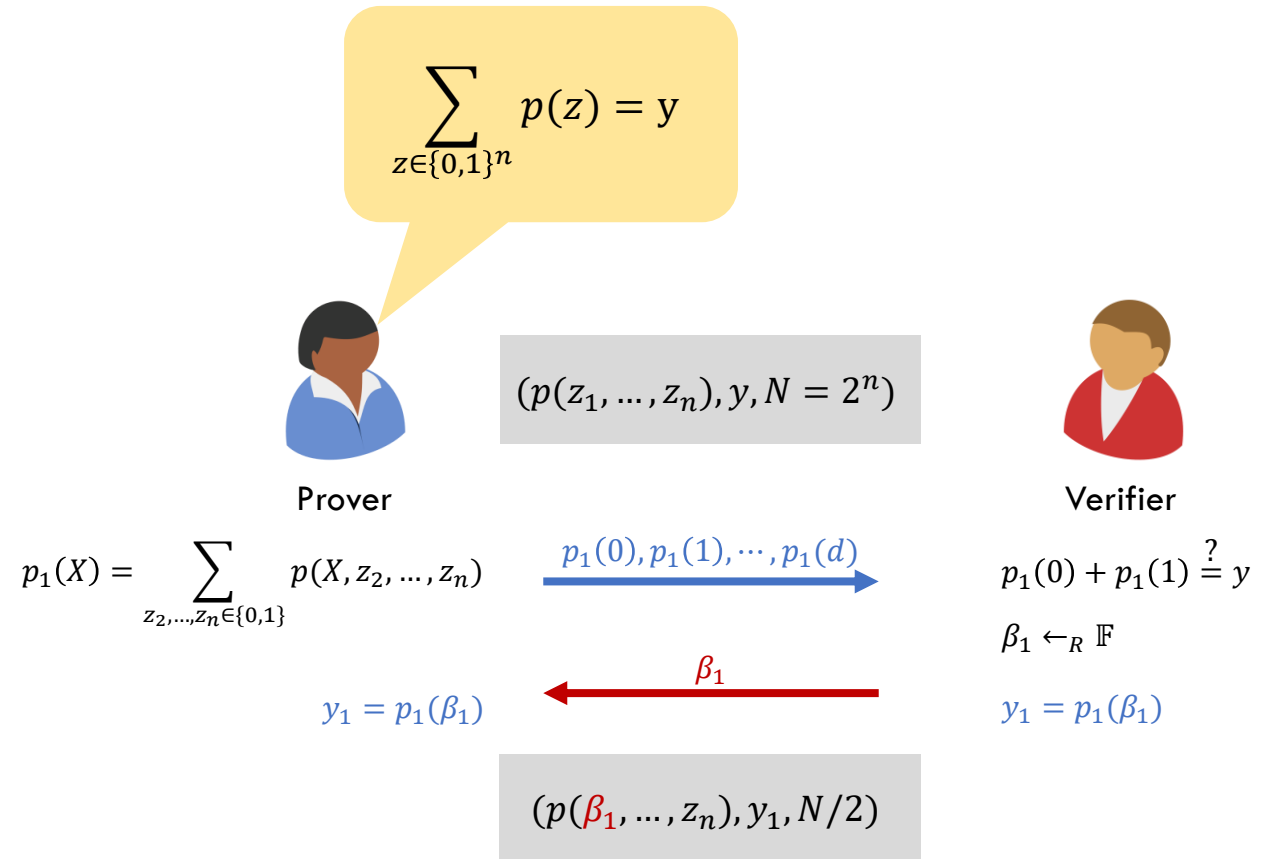 ∑_{z∈{0,1}^n} p(z) = y
(p(z_1, … , z_n), y, N = 2^n)
Prover
Verifier
p_1(X) = ∑_{z_2,…,z_n∈{0,1}} p(X, z_2, … , z_n)
p_1(0), p_1(1), ⋯ , p_1(d)
p_1(0) + p_1(1) ≟ y
β_1 ←_R 𝔽
β_1
y_1 = p_1(β_1)
y_1 = p_1(β_1)
(p(β_1, … , z_n), y_1, N/2)